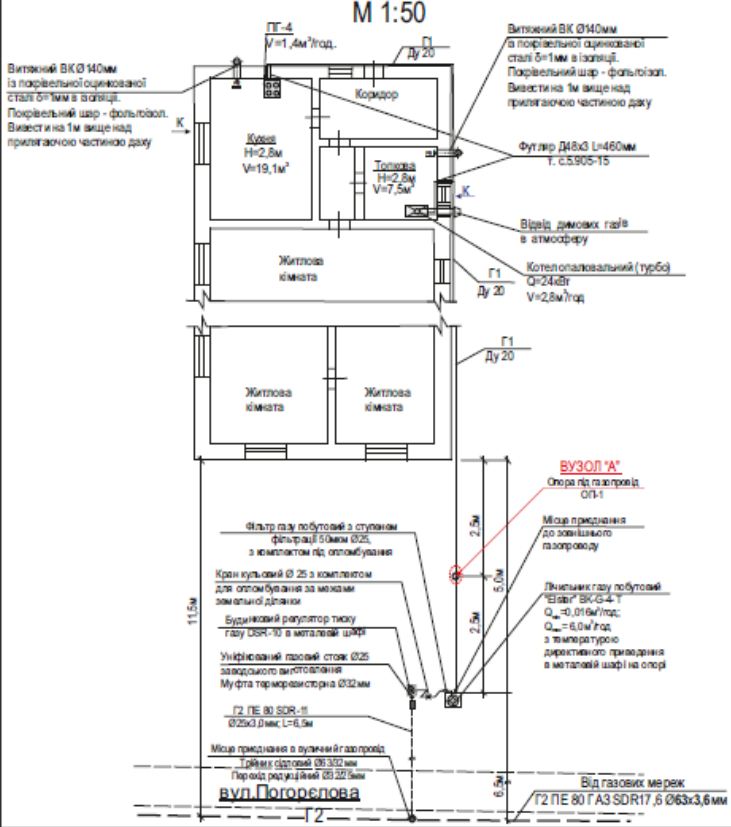 М 1:50
ПГ-4
V=1,4м³/год.
Г1
Ду 20
Витяжний ВК Ø140мм
із покрівельної оцинкованої
сталі δ=1мм в ізоляції.
Покрівельний шар - фольгоізол.
Вивести на 1м вище над
прилягаючою частиною даху
К
Витяжний ВК Ø140мм
із покрівельної оцинкованої
сталі δ=1мм в ізоляції.
Покрівельний шар - фольгоізол.
Вивести на 1м вище над
прилягаючою частиною даху
Коридор
Кухня
Н=2,8м
V=19,1м³
Топкова
Н=2,8м
V=7,5м³
Футляр Д48х3 L=460мм
т. с.5.905-15
К
Відвід димових газів
в атмосферу
Котел опалювальний (турбо)
Q=24кВт
V=2,8м³/год
Житлова
кімната
Г1
Ду 20
Г1
Ду 20
Житлова
кімната
Житлова
кімната
ВУЗОЛ "А"
Опора під газопровід
ОП-1
2,5м
5,0м
2,5м
11,5м
6,5м
Місце приєднання
до зовнішнього
газопроводу
Фільтр газу побутовий з ступенем
фільтрації 50мкм Ø25,
з комплектом під опломбування
Кран кульовий Ø 25 з комплектом
для опломбування за межами
земельної ділянки
Лічильник газу побутовий
"Elster" BK-G-4 T
Q =0,016м³/год;
Q = 6,0м³/год
з температурою
директивного приведення
в металевій шафі на опорі
Будинковий регулятор тиску
газу DSR-10 в металевій шафі
Уніфікований газовий стояк Ø25
заводського виготовлення
Муфта терморезисторна Ø32мм
Г2 ПЕ 80 SDR-11
Ø25х3,0мм; L=6,5м
Місце приєднання в вуличний газопровід
Трійник сідловий Ø63/32мм
Перехід редукційний Ø32/25мм
вул.Погорєлова
Г2
Від газових мереж
Г2 ПЕ 80 ГАЗ SDR17,6 Ø63х3,6мм